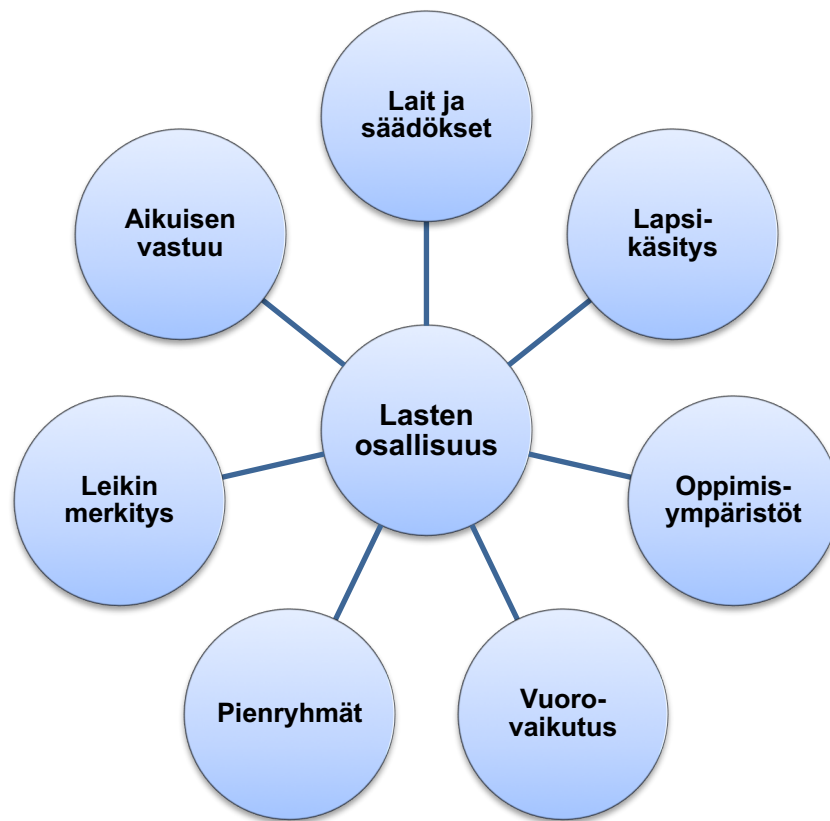 Lait ja
säädökset
Aikuisen
vastuu
Lapsi-
käsitys
Lasten
osallisuus
Leikin
merkitys
Oppimis-
ympäristöt
Pienryhmät
Vuoro-
vaikutus